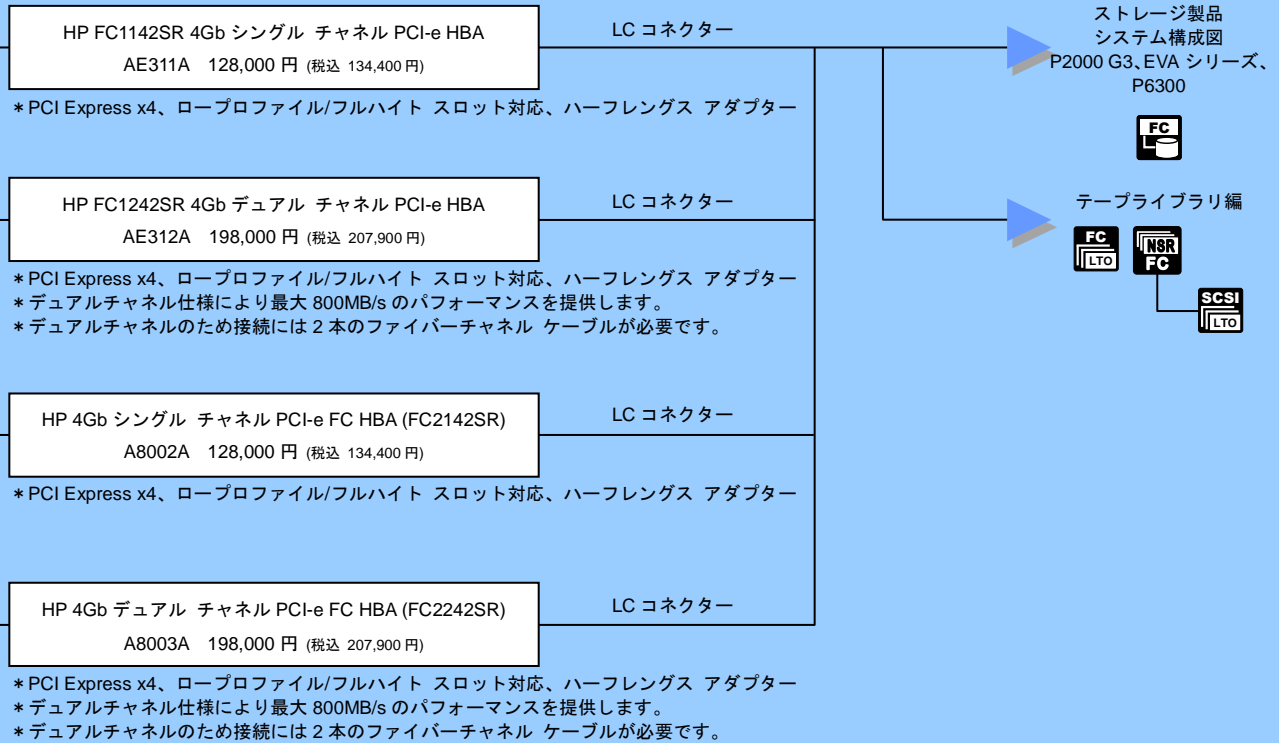 HP FC1142SR 4Gb シングル チャネル PCI-e HBA
AE311A 128,000 円 (税込 134,400 円)
LC コネクター
*PCI Express x4、ロープロファイル/フルハイト スロット対応、ハーフレングス アダプター
HP FC1242SR 4Gb デュアル チャネル PCI-e HBA
AE312A 198,000 円 (税込 207,900 円)
LC コネクター
*PCI Express x4、ロープロファイル/フルハイト スロット対応、ハーフレングス アダプター
*デュアルチャネル仕様により最大 800MB/s のパフォーマンスを提供します。
*デュアルチャネルのため接続には 2 本のファイバーチャネル ケーブルが必要です。
HP 4Gb シングル チャネル PCI-e FC HBA (FC2142SR)
A8002A 128,000 円 (税込 134,400 円)
LC コネクター
*PCI Express x4、ロープロファイル/フルハイト スロット対応、ハーフレングス アダプター
HP 4Gb デュアル チャネル PCI-e FC HBA (FC2242SR)
A8003A 198,000 円 (税込 207,900 円)
LC コネクター
*PCI Express x4、ロープロファイル/フルハイト スロット対応、ハーフレングス アダプター
*デュアルチャネル仕様により最大 800MB/s のパフォーマンスを提供します。
*デュアルチャネルのため接続には 2 本のファイバーチャネル ケーブルが必要です。
ストレージ製品
システム構成図
P2000 G3、EVA シリーズ、
P6300
FC
テープライブラリ編
FC
LTO
NSR
FC
SCSI
LTO